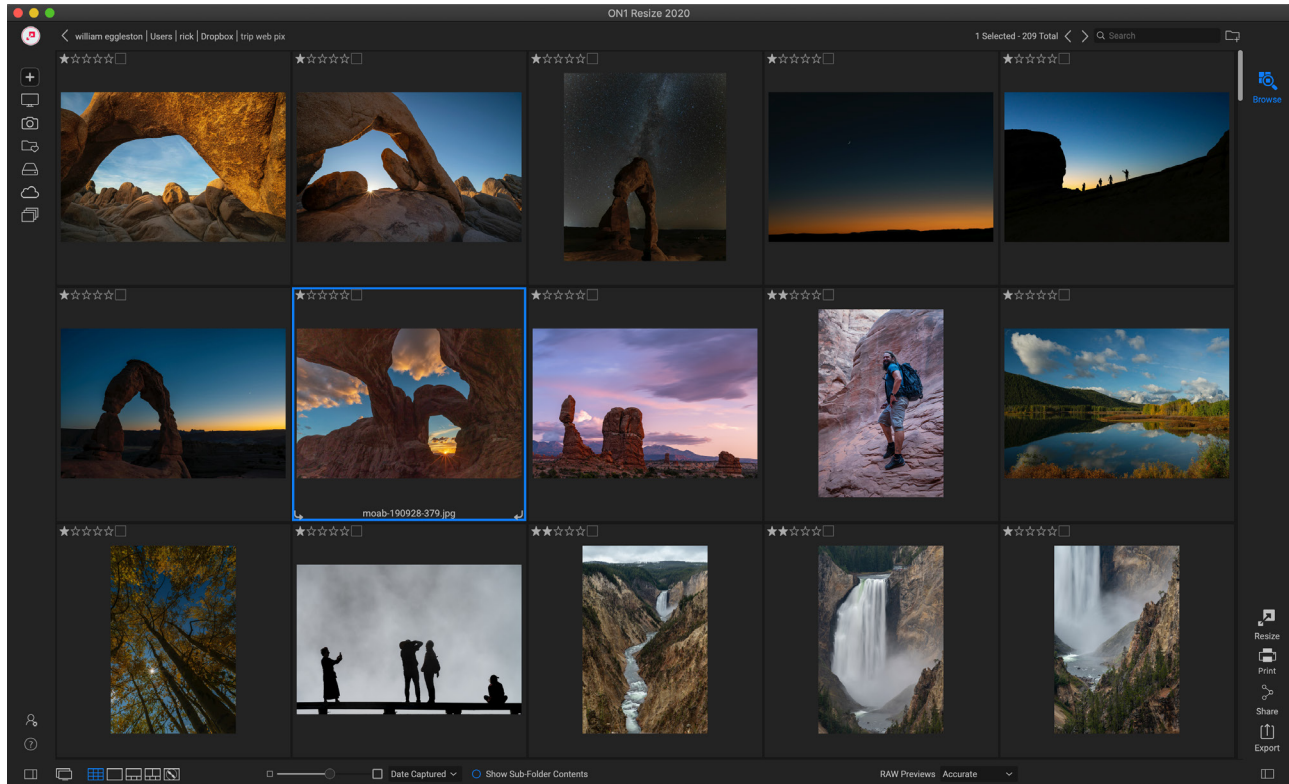 ON1 Resize 2020
william eggleston | Users | rick | Dropbox | trip web pix
1 Selected - 209 Total
Search
Browse
moab-190928-379.jpg
Resize
Print
Share
Export
Date Captured
Show Sub-Folder Contents
RAW Previews Accurate